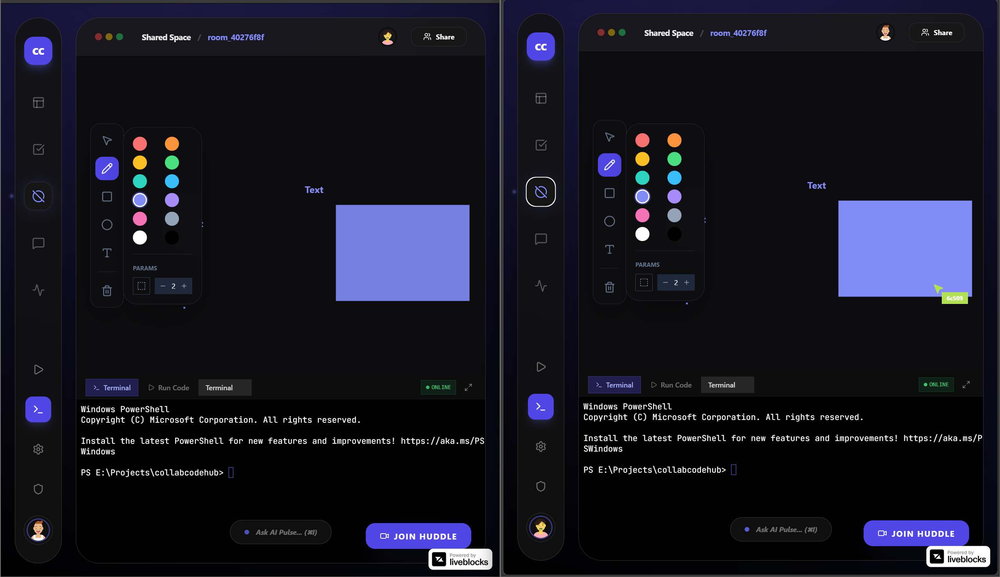 CC
Shared Space / room_40276f8f
Share
Text
PARAMS
− 2 +
Terminal
Run Code
Terminal
ONLINE
Windows PowerShell
Copyright (C) Microsoft Corporation. All rights reserved.
Install the latest PowerShell for new features and improvements! https://aka.ms/PS
Windows
PS E:\Projects\collabcodehub>
Ask AI Pulse... (⌘I)
JOIN HUDDLE
Powered by
liveblocks
CC
Shared Space / room_40276f8f
Share
Text
PARAMS
− 2 +
6c509
Terminal
Run Code
Terminal
ONLINE
Windows PowerShell
Copyright (C) Microsoft Corporation. All rights reserved.
Install the latest PowerShell for new features and improvements! https://aka.ms/P
SWindows
PS E:\Projects\collabcodehub>
Ask AI Pulse... (⌘I)
JOIN HUDDLE
Powered by
liveblocks